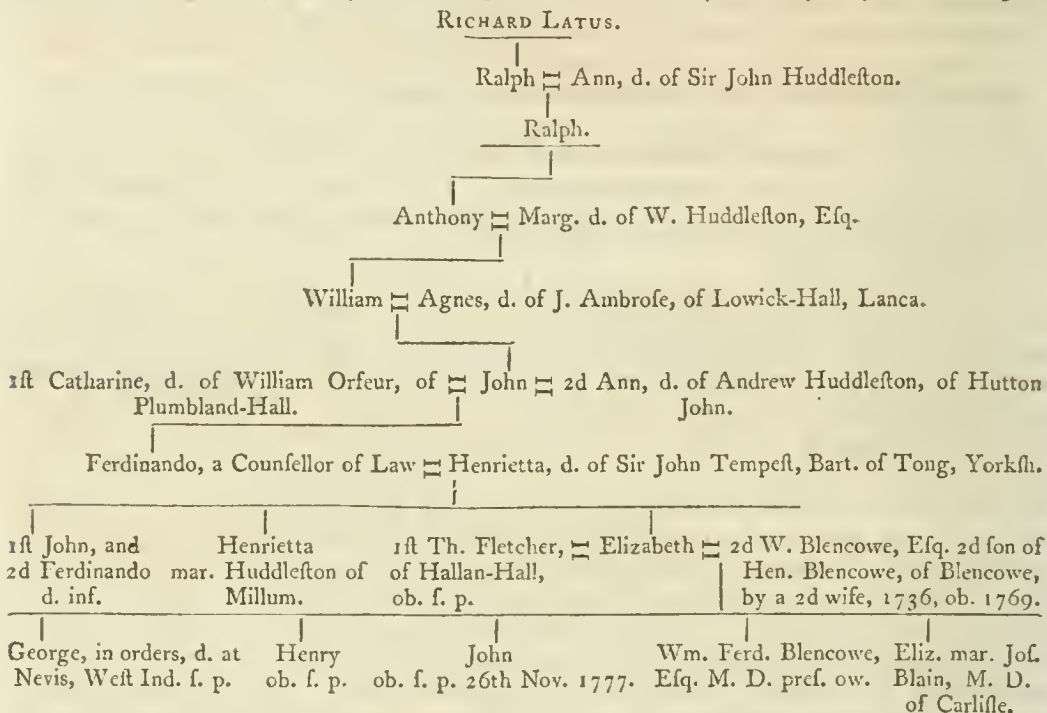 RICHARD LATUS.
Ralph = Ann, d. of Sir John Huddleſton.
Ralph.
Anthony = Marg. d. of W. Huddleſton, Eſq.
William = Agnes, d. of J. Ambroſe, of Lowick-Hall, Lanca.
1ſt Catharine, d. of William Orfeur, of = John = 2d Ann, d. of Andrew Huddleſton, of Hutton
Plumbland-Hall. John.
Ferdinando, a Counſellor of Law = Henrietta, d. of Sir John Tempeſt, Bart. of Tong, Yorkſh.
1ſt John, and Henrietta 1ſt Th. Fletcher, = Elizabeth = 2d W. Blencowe, Eſq. 2d ſon of
2d Ferdinando mar. Huddleſton of of Hallan-Hall, Hen. Blencowe, of Blencowe,
d. inf. Millum. ob. ſ. p. by a 2d wife, 1736, ob. 1769.
George, in orders, d. at Henry John Wm. Ferd. Blencowe, Eliz. mar. Joſ.
Nevis, Weſt Ind. ſ. p. ob. ſ. p. ob. ſ. p. 26th Nov. 1777. Eſq. M. D. preſ. ow. Blain, M. D.
of Carliſle.